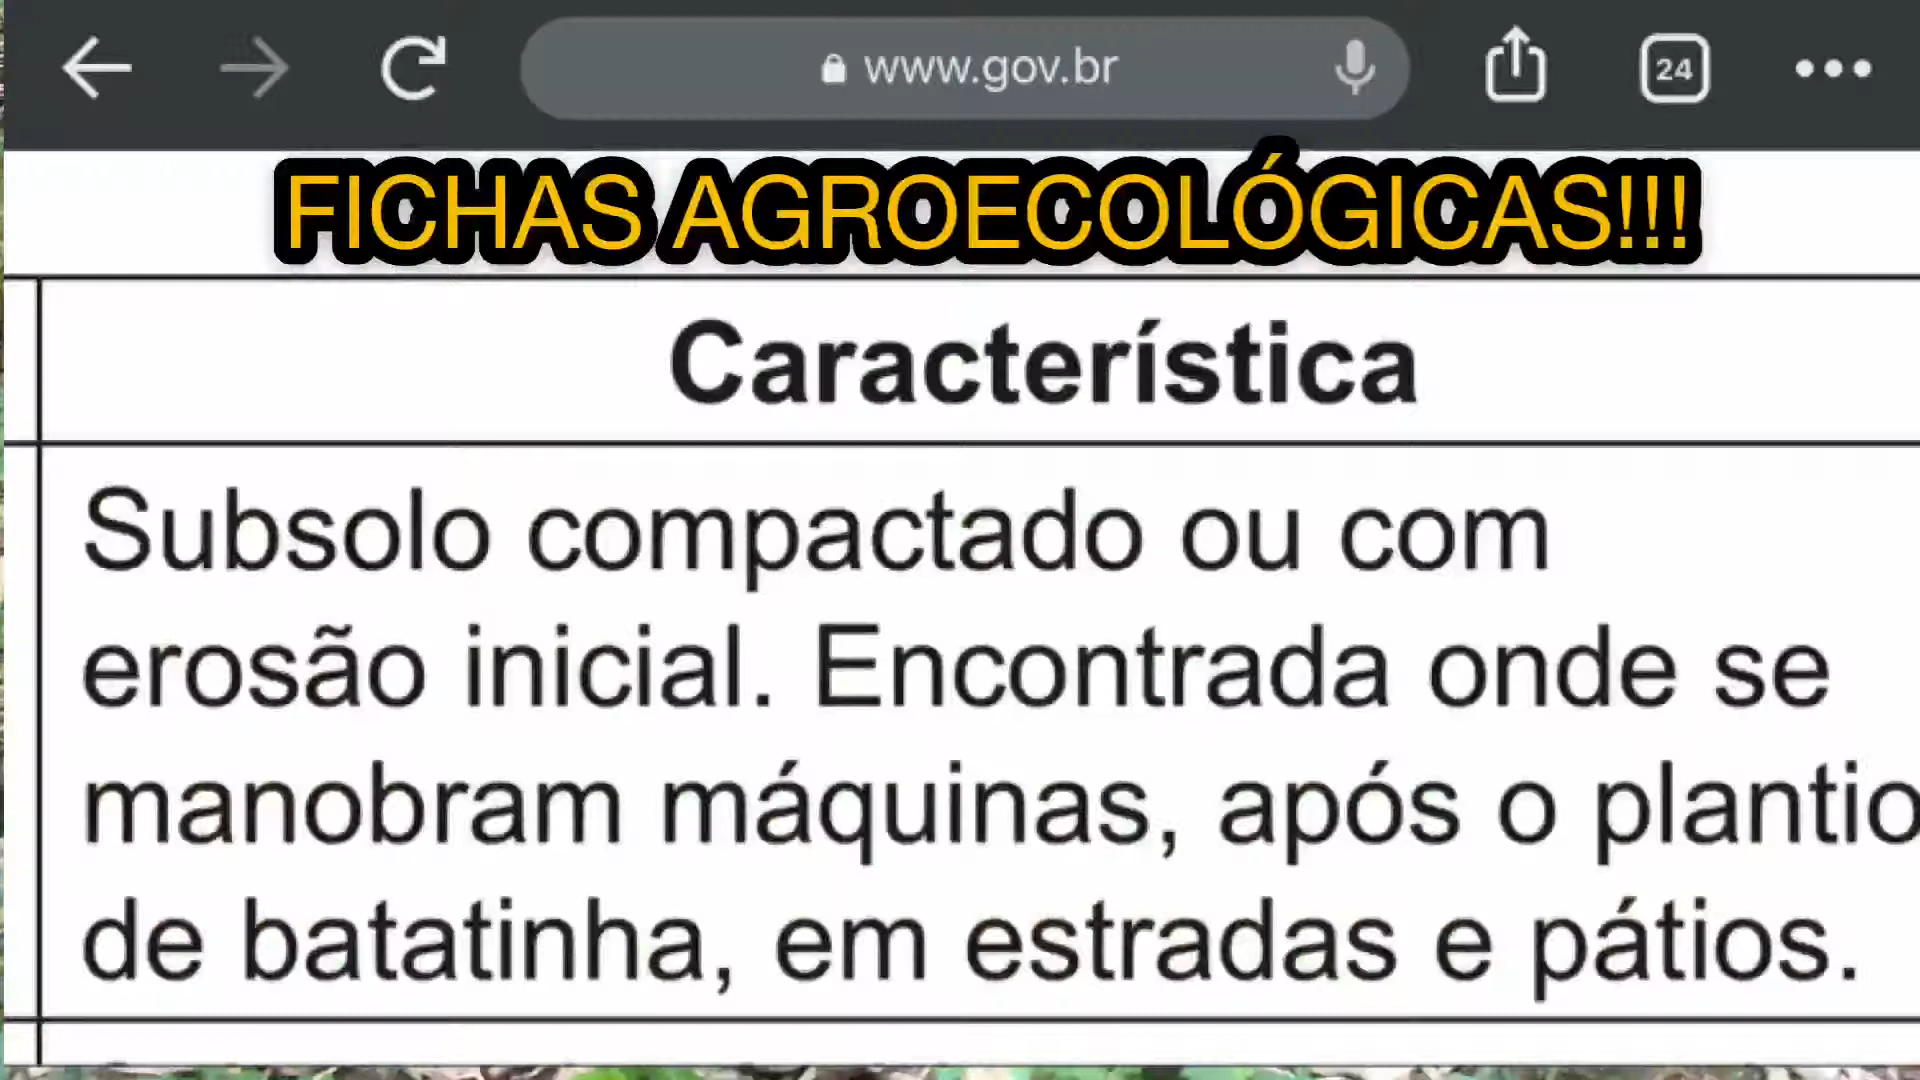 www.gov.br
24
FICHAS AGROECOLÓGICAS!!!
Característica
Subsolo compactado ou com
erosão inicial. Encontrada onde se
manobram máquinas, após o plantio
de batatinha, em estradas e pátios.